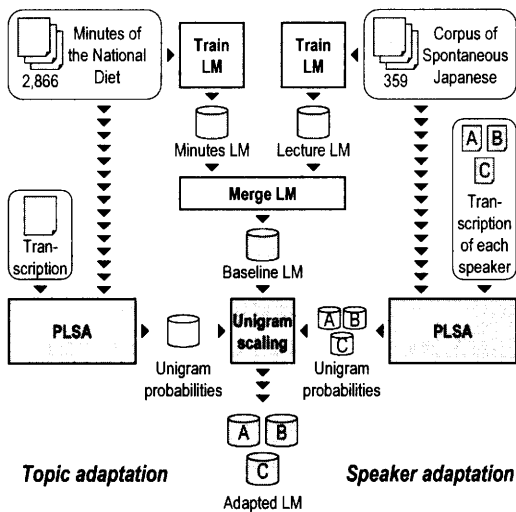 Minutes of
the National
Diet
2,866
Train
LM
Train
LM
Corpus of
Spontaneous
Japanese
359
Minutes LM
Lecture LM
A B
C
Merge LM
Tran-
scription
Tran-
scription
of each
speaker
Baseline LM
PLSA
Unigram
scaling
A B
C
PLSA
Unigram
probabilities
Unigram
probabilities
A B
C
Topic adaptation
Speaker adaptation
Adapted LM